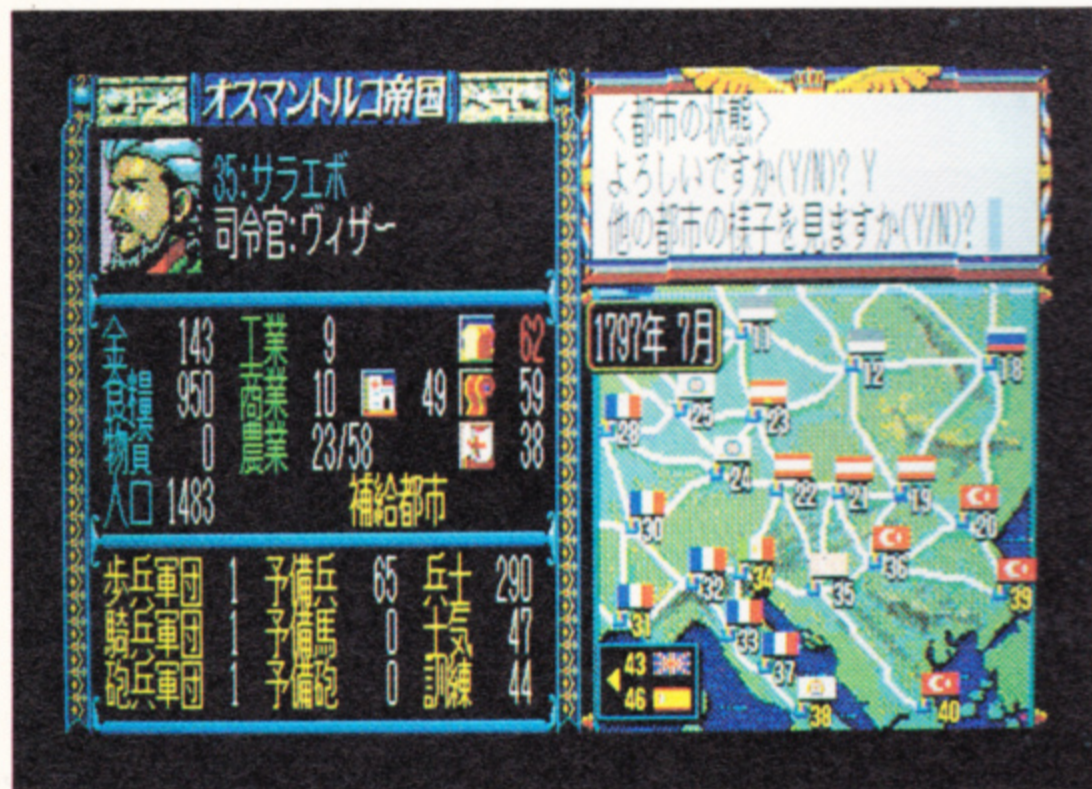 オスマントルコ帝国
35:サラエボ
司令官:ヴィザー
金 143 工業 9 62
食糧 950 商業 10 49 59
物資 0 農業 23/58 38
人口 1483 補給都市
歩兵軍団 1 予備兵 65 兵士 290
騎兵軍団 1 予備馬 0 士気 47
砲兵軍団 1 予備砲 0 訓練 44
<都市の状態>
よろしいですか(Y/N)? Y
他の都市の様子を見ますか(Y/N)?
1797年 7月
11
12
18
25
23
28
24
22
21
19
20
30
36
32
34
35
39
31
33
37
43
46
38
40